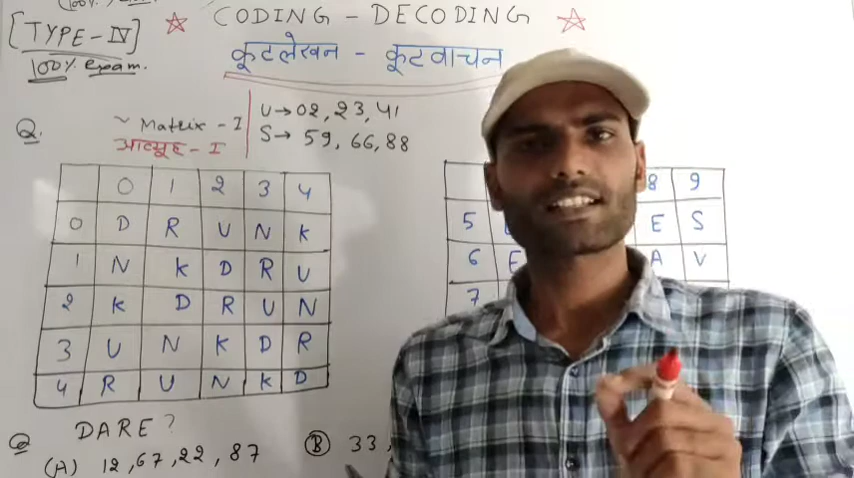 (100%
[TYPE-IV] ☆ CODING - DECODING ☆
100% exam.
कूटलेखन - कूटवाचन
Q. ~ Matrix - I
आव्यूह - I
U → 02, 23, 41
S → 59, 66, 88
0 1 2 3 4
0 D R U N K
1 N K D R U
2 K D R U N
3 U N K D R
4 R U N K D
8 9
5 E S
6 E A V
7
Q DARE?
(A) 12, 67, 22, 87 (B) 33,